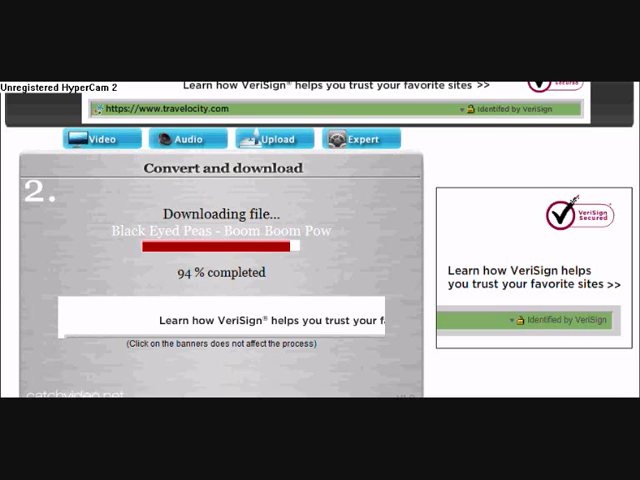 Learn how VeriSign® helps you trust your favorite sites >>
Unregistered HyperCam 2
https://www.travelocity.com
Identified by VeriSign
Video
Audio
Upload
Expert
Convert and download
2.
Downloading file...
Black Eyed Peas - Boom Boom Pow
94 % completed
Learn how VeriSign® helps you trust your fa
(Click on the banners does not affect the process)
catchvideo.net
VeriSign
Secured
Learn how VeriSign helps
you trust your favorite sites >>
Identified by VeriSign